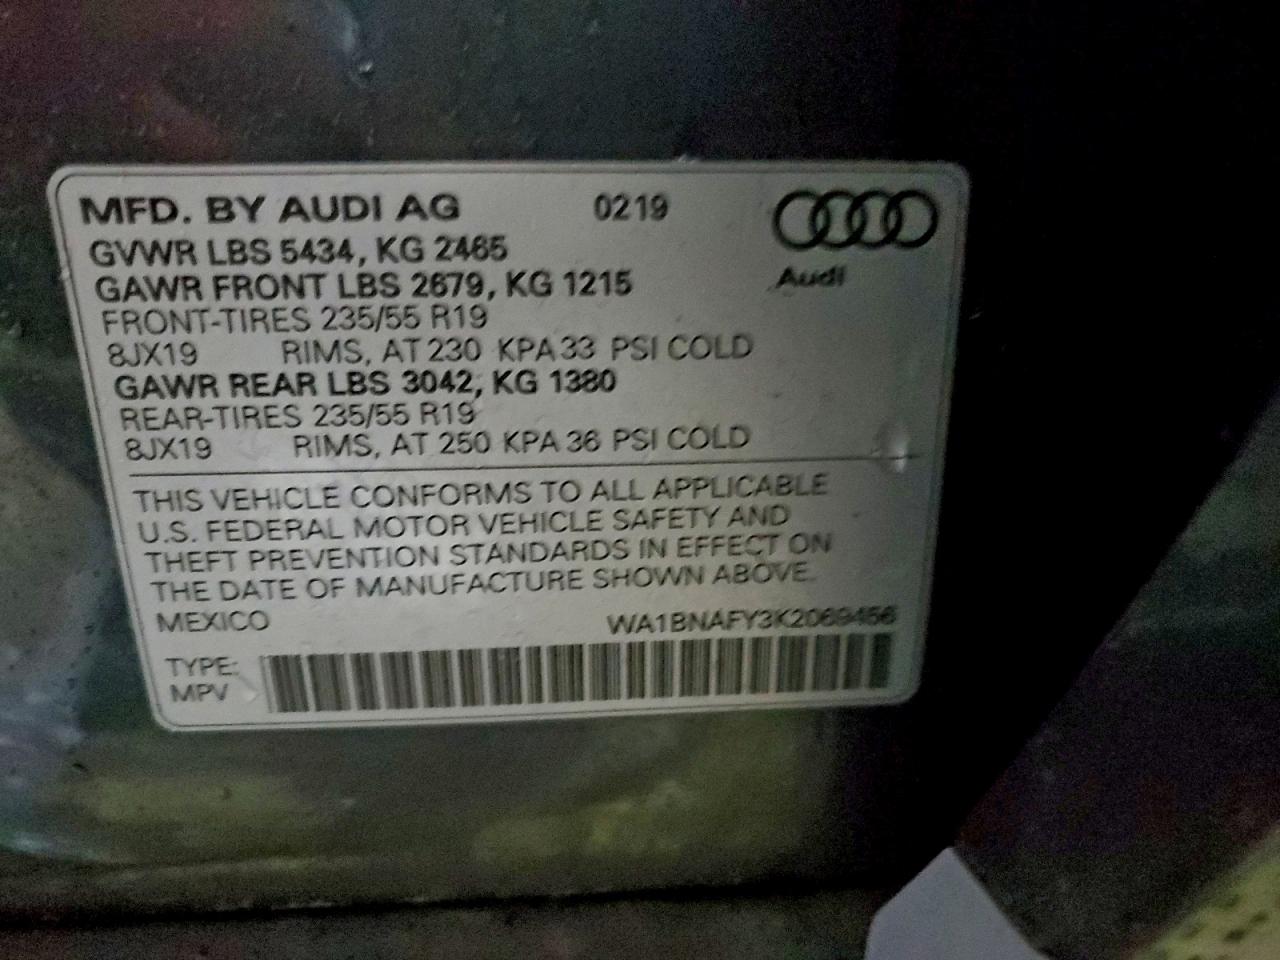 MFD. BY AUDI AG 0219
GVWR LBS 5434, KG 2465
GAWR FRONT LBS 2679, KG 1215 Audi
FRONT-TIRES 235/55 R19
8JX19 RIMS, AT 230 KPA 33 PSI COLD
GAWR REAR LBS 3042, KG 1380
REAR-TIRES 235/55 R19
8JX19 RIMS, AT 250 KPA 36 PSI COLD
THIS VEHICLE CONFORMS TO ALL APPLICABLE
U.S. FEDERAL MOTOR VEHICLE SAFETY AND
THEFT PREVENTION STANDARDS IN EFFECT ON
THE DATE OF MANUFACTURE SHOWN ABOVE.
MEXICO WA1BNAFY3K2069456
TYPE:
MPV